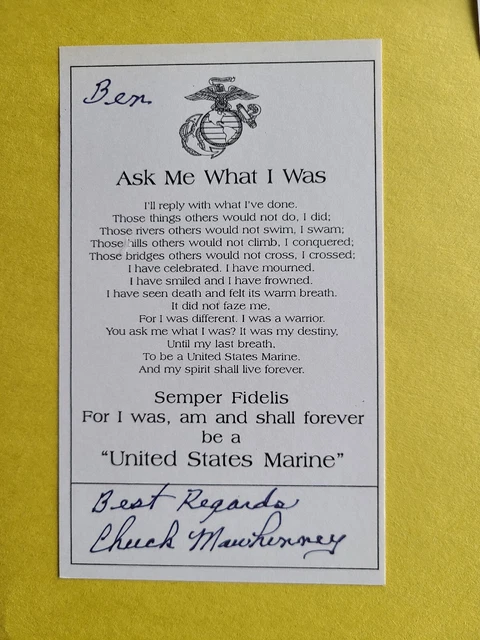 Ben
Ask Me What I Was
I'll reply with what I've done.
Those things others would not do, I did;
Those rivers others would not swim, I swam;
Those hills others would not climb, I conquered;
Those bridges others would not cross, I crossed;
I have celebrated. I have mourned.
I have smiled and I have frowned.
I have seen death and felt its warm breath.
It did not faze me,
For I was different. I was a warrior.
You ask me what I was? It was my destiny,
Until my last breath,
To be a United States Marine.
And my spirit shall live forever.
Semper Fidelis
For I was, am and shall forever
be a
“United States Marine”
Best Regards
Chuck Mawhinney